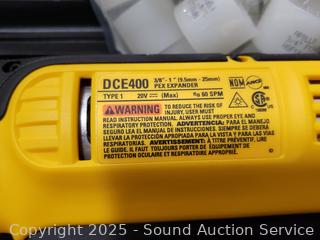 DCE400
3/8" - 1" (9.5mm - 25mm)
PEX EXPANDER
TYPE 1 20V ⎓ (Max) n₀ 60 SPM
NOM
ANCE
WARNING TO REDUCE THE RISK OF
INJURY, USER MUST
READ INSTRUCTION MANUAL. ALWAYS USE PROPER EYE AND
RESPIRATORY PROTECTION. ADVERTENCIA: PARA EL MANEJO
SEGURO LEA EL MANUAL DE INSTRUCCIONES. SIEMPRE SE DEBERÁ
LLEVAR PROTECCIÓN APROPIADA PARA LA VISTA Y PARA LAS VÍAS
RESPIRATORIAS. AVERTISSEMENT: À TITRE PRÉVENTIF, LIRE
LE GUIDE. IL FAUT TOUJOURS PORTER DE L'ÉQUIPEMENT DE
PROTECTION OCULAIRE ET RESPIRATOIRE APPROPRIÉ.
Copyright 2025 - Sound Auction Service